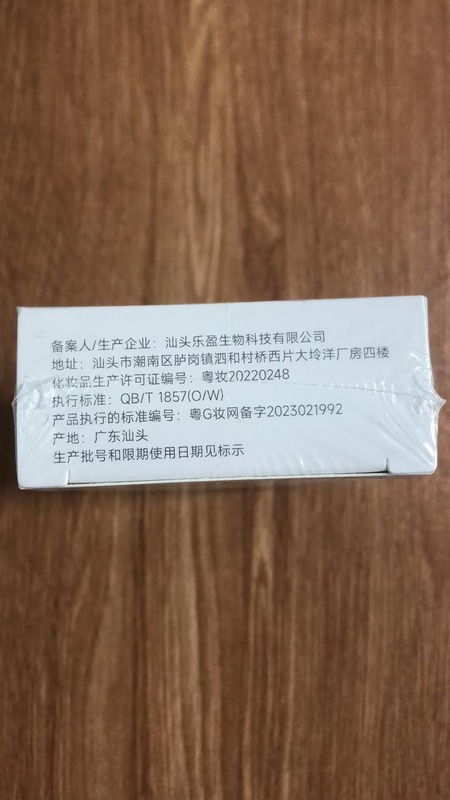 备案人/生产企业：汕头乐盈生物科技有限公司
地址：汕头市潮南区胪岗镇泗和村桥西片大坽洋厂房四楼
化妆品生产许可证编号：粤妆20220248
执行标准：QB/T 1857(O/W)
产品执行的标准编号：粤G妆网备字2023021992
产地：广东汕头
生产批号和限期使用日期见标示